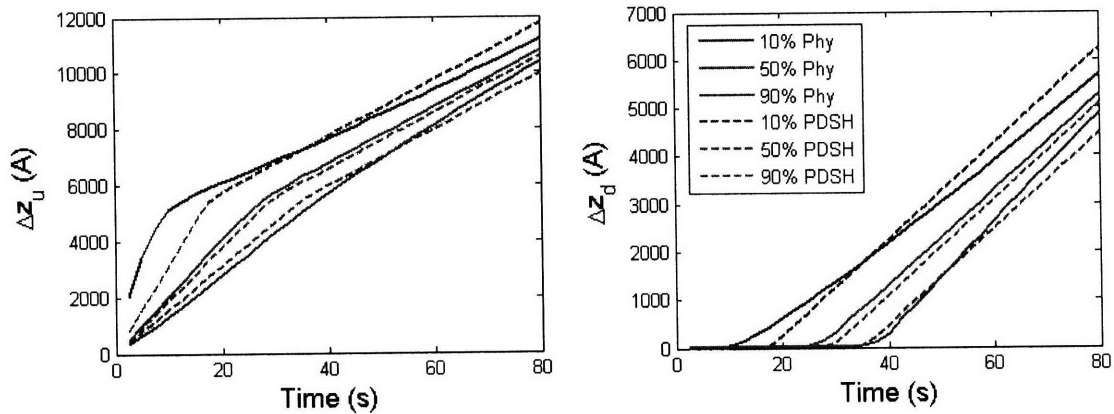 12000
10000
8000
6000
4000
2000
0
0 20 40 60 80
Δz_u (A)
Time (s)
7000
6000
5000
4000
3000
2000
1000
0
0 20 40 60 80
Δz_d (A)
Time (s)
10% Phy
50% Phy
90% Phy
10% PDSH
50% PDSH
90% PDSH